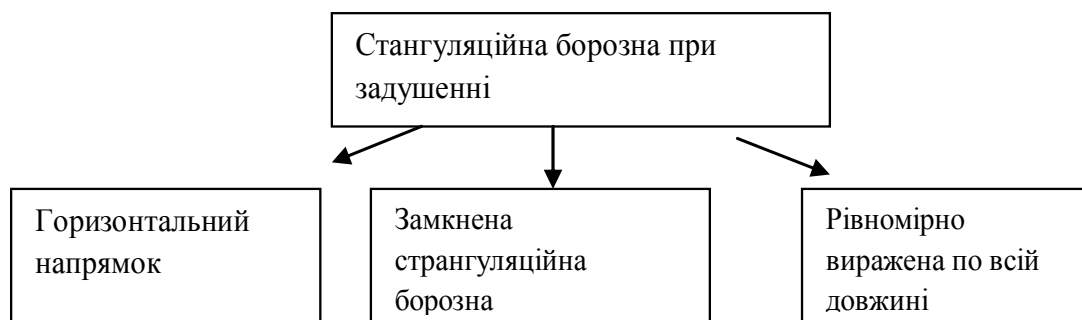 Стангуляційна борозна при
задушенні
Горизонтальний
напрямок
Замкнена
странгуляційна
борозна
Рівномірно
виражена по всій
довжині